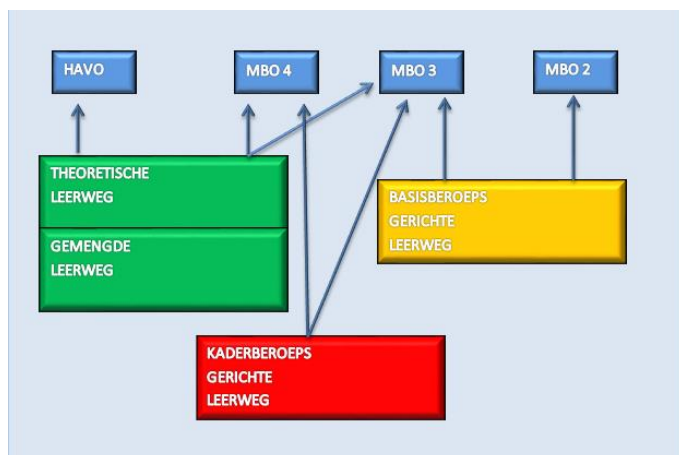 HAVO
MBO 4
MBO 3
MBO 2
THEORETISCHE
LEERWEG
GEMENGDE
LEERWEG
BASISBEROEPS
GERICHTE
LEERWEG
KADERBEROEPS
GERICHTE
LEERWEG